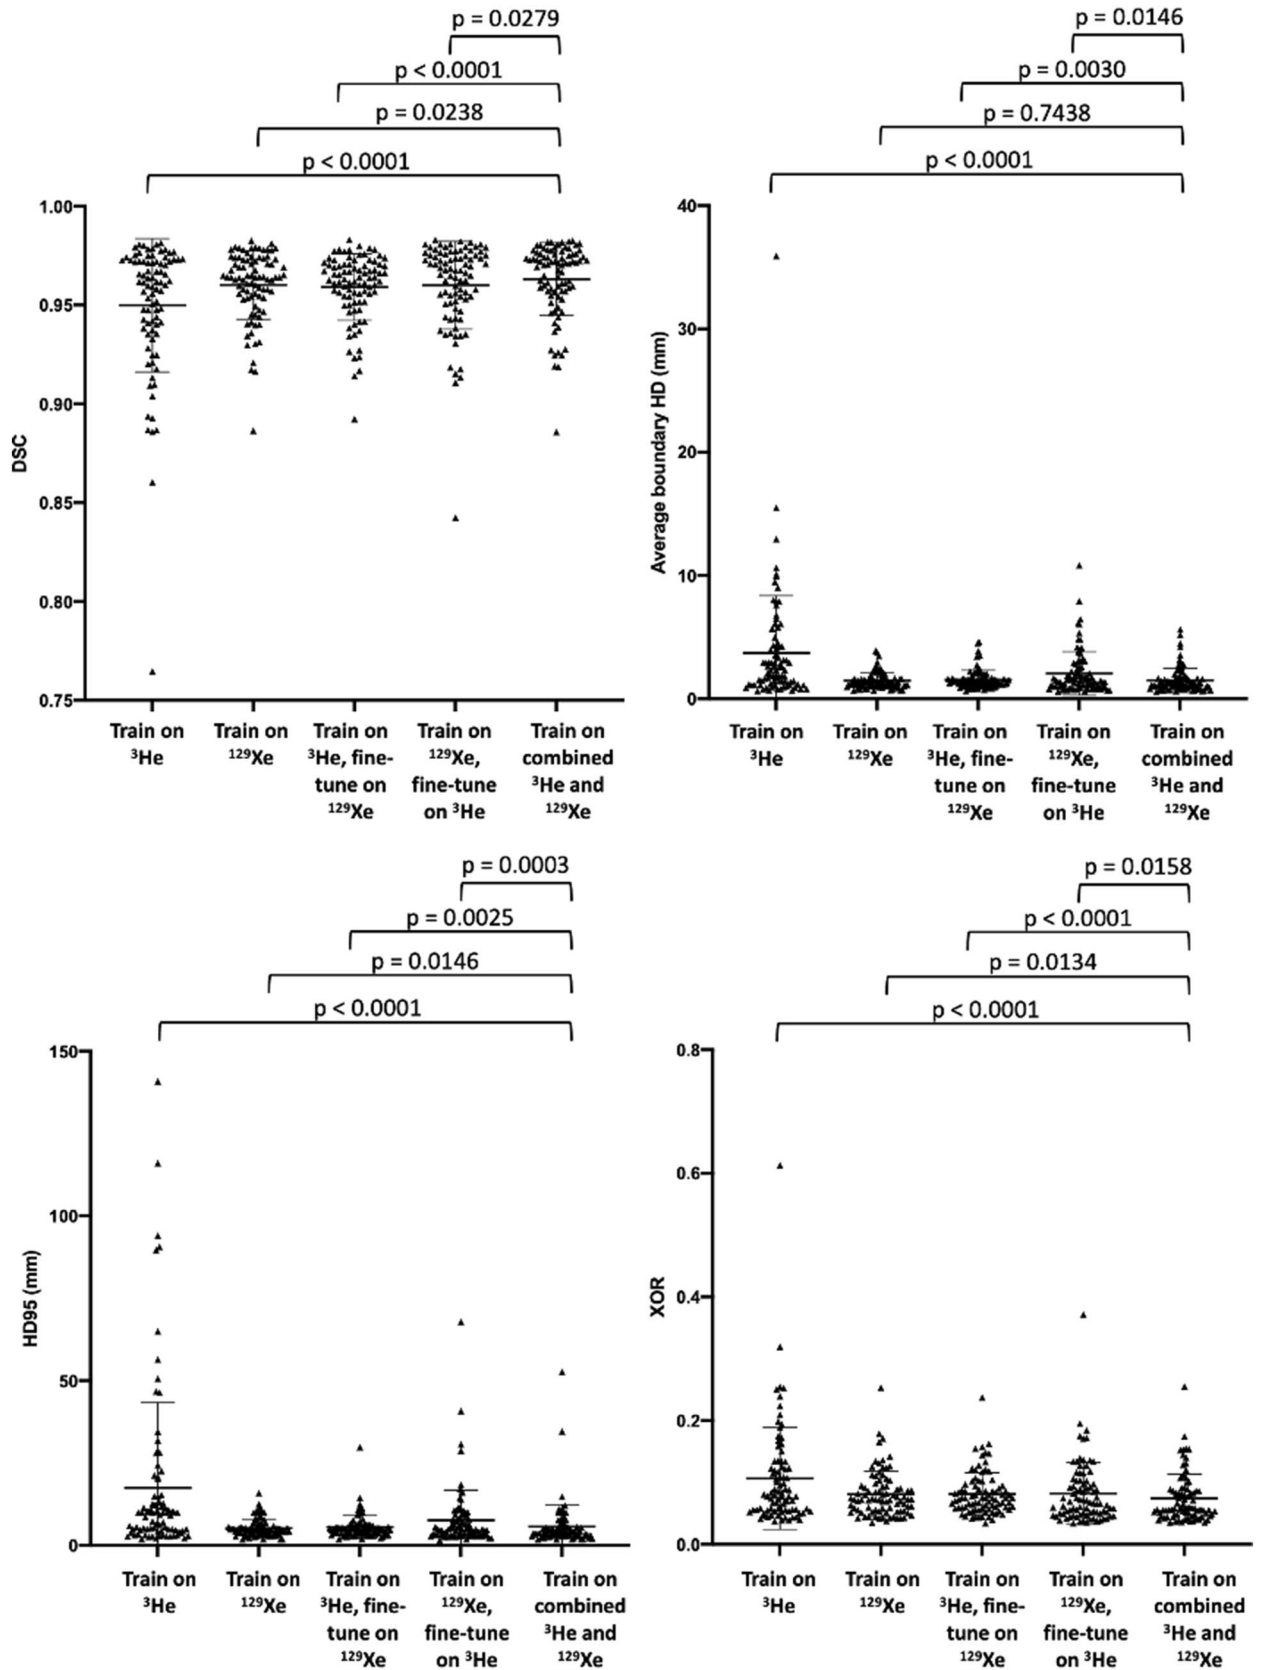 p = 0.0279
p < 0.0001
p = 0.0238
p < 0.0001
1.00
0.95
0.90
0.85
0.80
0.75
DSC
Train on
³He
Train on
¹²⁹Xe
Train on
³He, fine-
tune on
¹²⁹Xe
Train on
¹²⁹Xe,
fine-tune
on ³He
Train on
combined
³He and
¹²⁹Xe
p = 0.0146
p = 0.0030
p = 0.7438
p < 0.0001
40
30
20
10
0
Average boundary HD (mm)
Train on
³He
Train on
¹²⁹Xe
Train on
³He, fine-
tune on
¹²⁹Xe
Train on
¹²⁹Xe,
fine-tune
on ³He
Train on
combined
³He and
¹²⁹Xe
p = 0.0003
p = 0.0025
p = 0.0146
p < 0.0001
150
100
50
0
HD95 (mm)
Train on
³He
Train on
¹²⁹Xe
Train on
³He, fine-
tune on
¹²⁹Xe
Train on
¹²⁹Xe,
fine-tune
on ³He
Train on
combined
³He and
¹²⁹Xe
p = 0.0158
p < 0.0001
p = 0.0134
p < 0.0001
0.8
0.6
0.4
0.2
0.0
XOR
Train on
³He
Train on
¹²⁹Xe
Train on
³He, fine-
tune on
¹²⁹Xe
Train on
¹²⁹Xe,
fine-tune
on ³He
Train on
combined
³He and
¹²⁹Xe